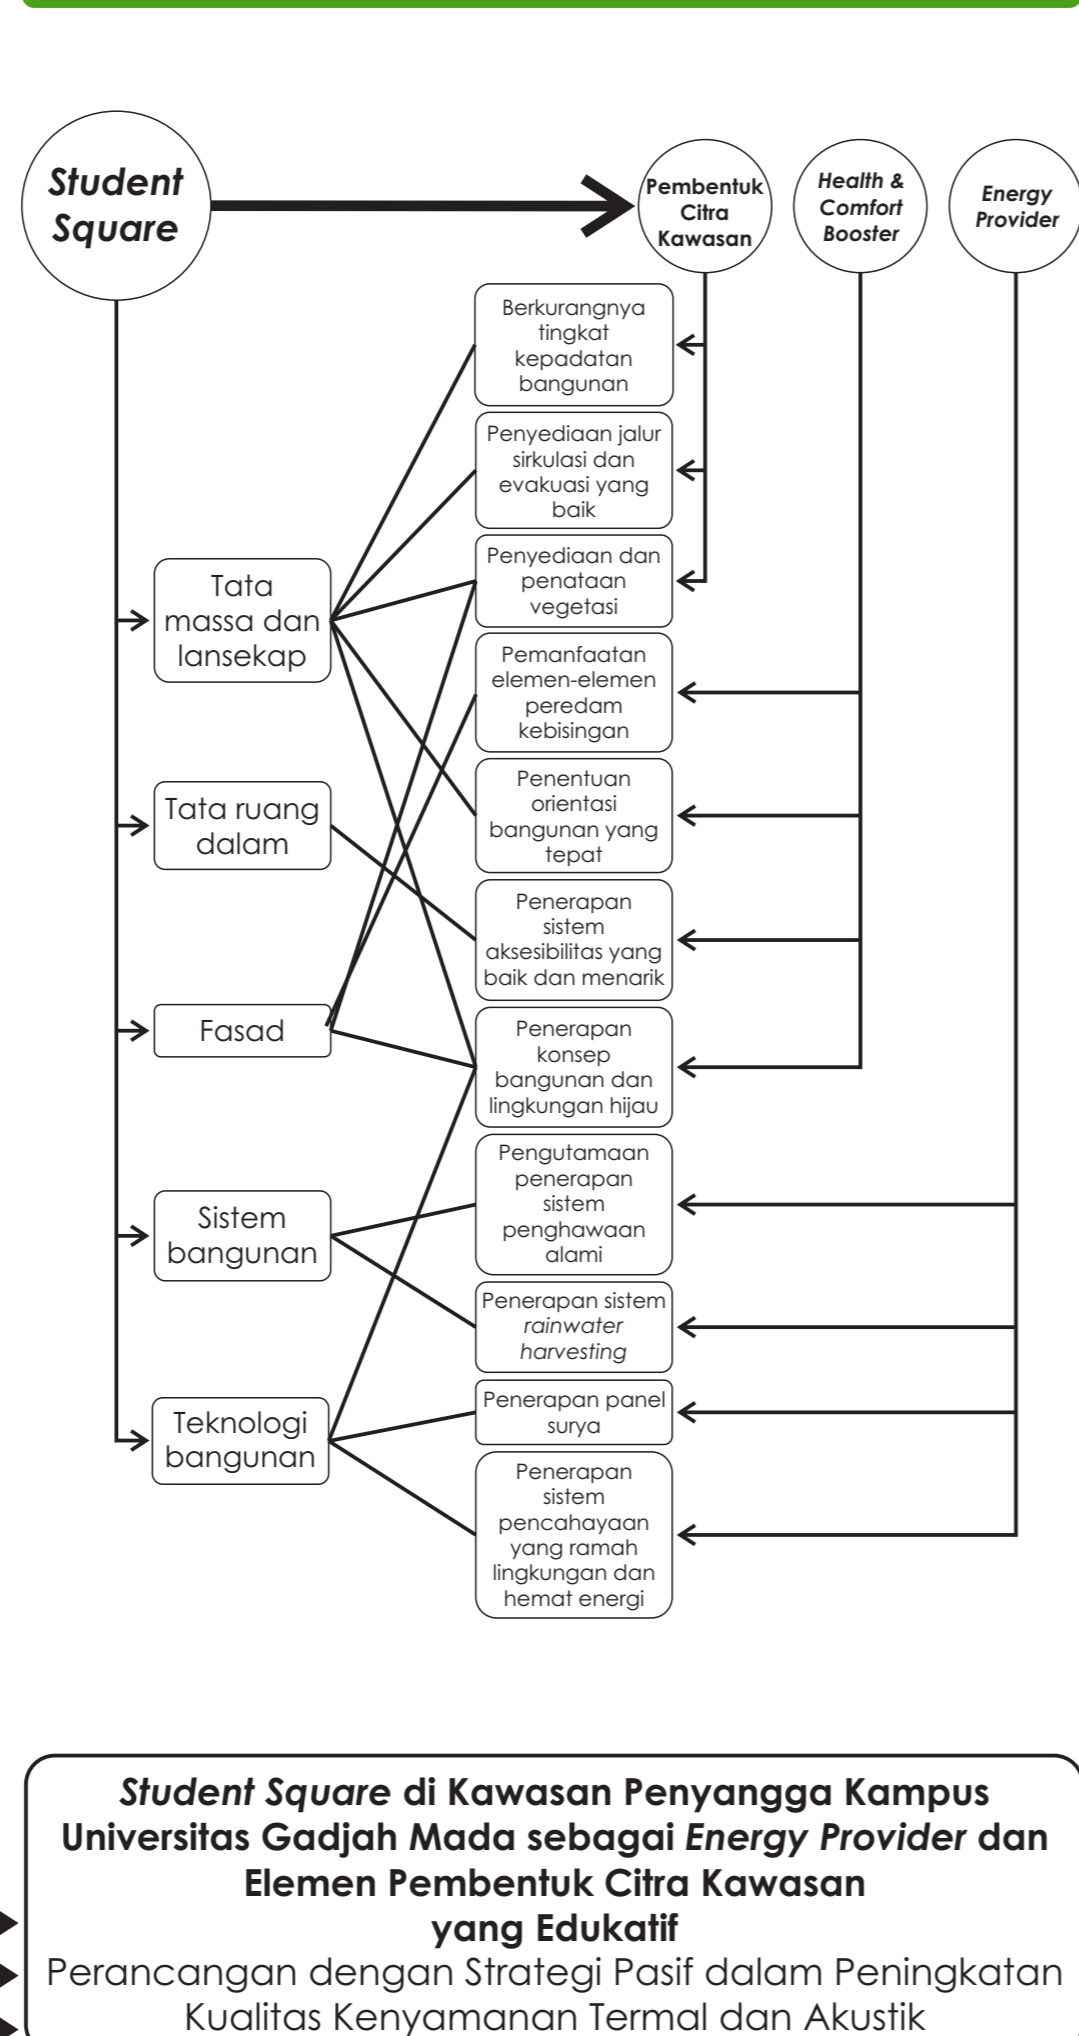 Student
Square
Pembentuk
Citra
Kawasan
Health &
Comfort
Booster
Energy
Provider
Berkurangnya
tingkat
kepadatan
bangunan
Penyediaan jalur
sirkulasi dan
evakuasi yang
baik
Penyediaan dan
penataan
vegetasi
Tata
massa dan
lansekap
Pemanfaatan
elemen-elemen
peredam
kebisingan
Penentuan
orientasi
bangunan yang
tepat
Tata ruang
dalam
Penerapan
sistem
aksesibilitas yang
baik dan menarik
Fasad
Penerapan
konsep
bangunan dan
lingkungan hijau
Pengutamaan
penerapan
sistem
penghawaan
alami
Sistem
bangunan
Penerapan sistem
rainwater
harvesting
Penerapan panel
surya
Teknologi
bangunan
Penerapan
sistem
pencahayaan
yang ramah
lingkungan dan
hemat energi
Student Square di Kawasan Penyangga Kampus
Universitas Gadjah Mada sebagai Energy Provider dan
Elemen Pembentuk Citra Kawasan
yang Edukatif
Perancangan dengan Strategi Pasif dalam Peningkatan
Kualitas Kenyamanan Termal dan Akustik